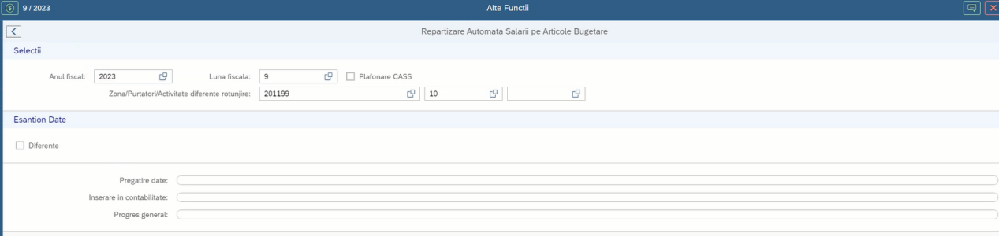 9 / 2023 Alte Functii
Repartizare Automata Salarii pe Articole Bugetare
Selectii
Anul fiscal: 2023 Luna fiscala: 9 Plafonare CASS
Zona/Purtatori/Activitate diferente rotunjire: 201199 10
Esantion Date
Diferente
Pregatire date:
Inserare in contabilitate:
Progres general: